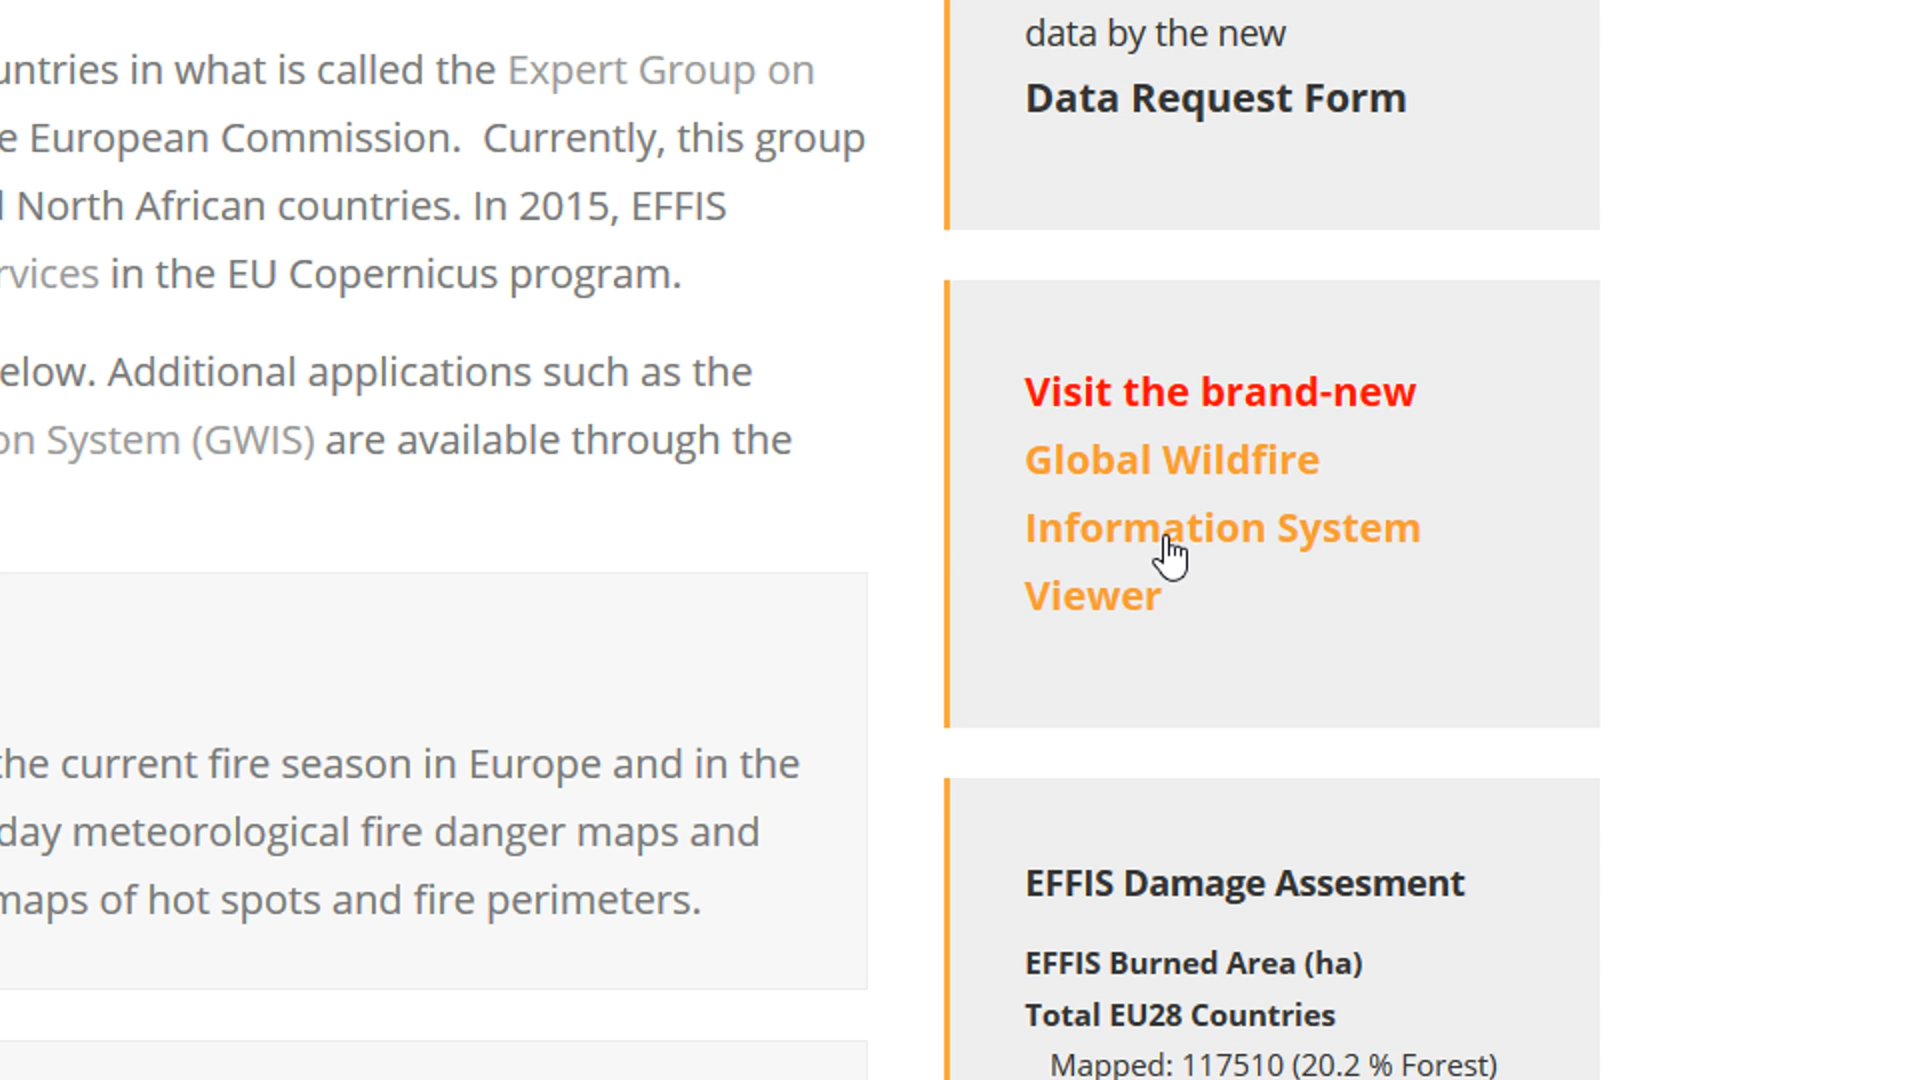 untries in what is called the Expert Group on
e European Commission.  Currently, this group
l North African countries. In 2015, EFFIS
rvices in the EU Copernicus program.
elow. Additional applications such as the
on System (GWIS) are available through the
the current fire season in Europe and in the
day meteorological fire danger maps and
maps of hot spots and fire perimeters.
data by the new
Data Request Form
Visit the brand-new
Global Wildfire
Information System
Viewer
EFFIS Damage Assesment
EFFIS Burned Area (ha)
Total EU28 Countries
Mapped: 117510 (20.2 % Forest)